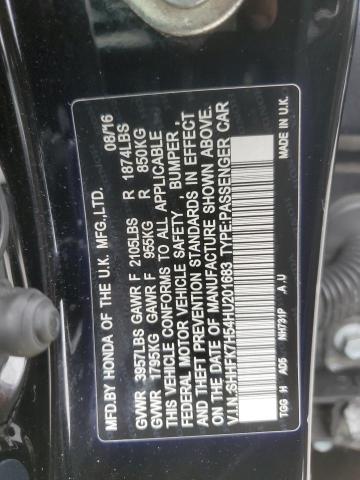 MFD.BY HONDA OF THE U.K. MFG.,LTD. 08/16
GVWR 3957LBS GAWR F 2105LBS R 1874LBS
GVWR 1795KG GAWR F 955KG R 850KG
THIS VEHICLE CONFORMS TO ALL APPLICABLE
FEDERAL MOTOR VEHICLE SAFETY, BUMPER,
AND THEFT PREVENTION STANDARDS IN EFFECT
ON THE DATE OF MANUFACTURE SHOWN ABOVE.
V.I.N:SHHFK7H54HU201683 TYPE:PASSENGER CAR
TGG H AD5 NH731P A U MADE IN U.K.